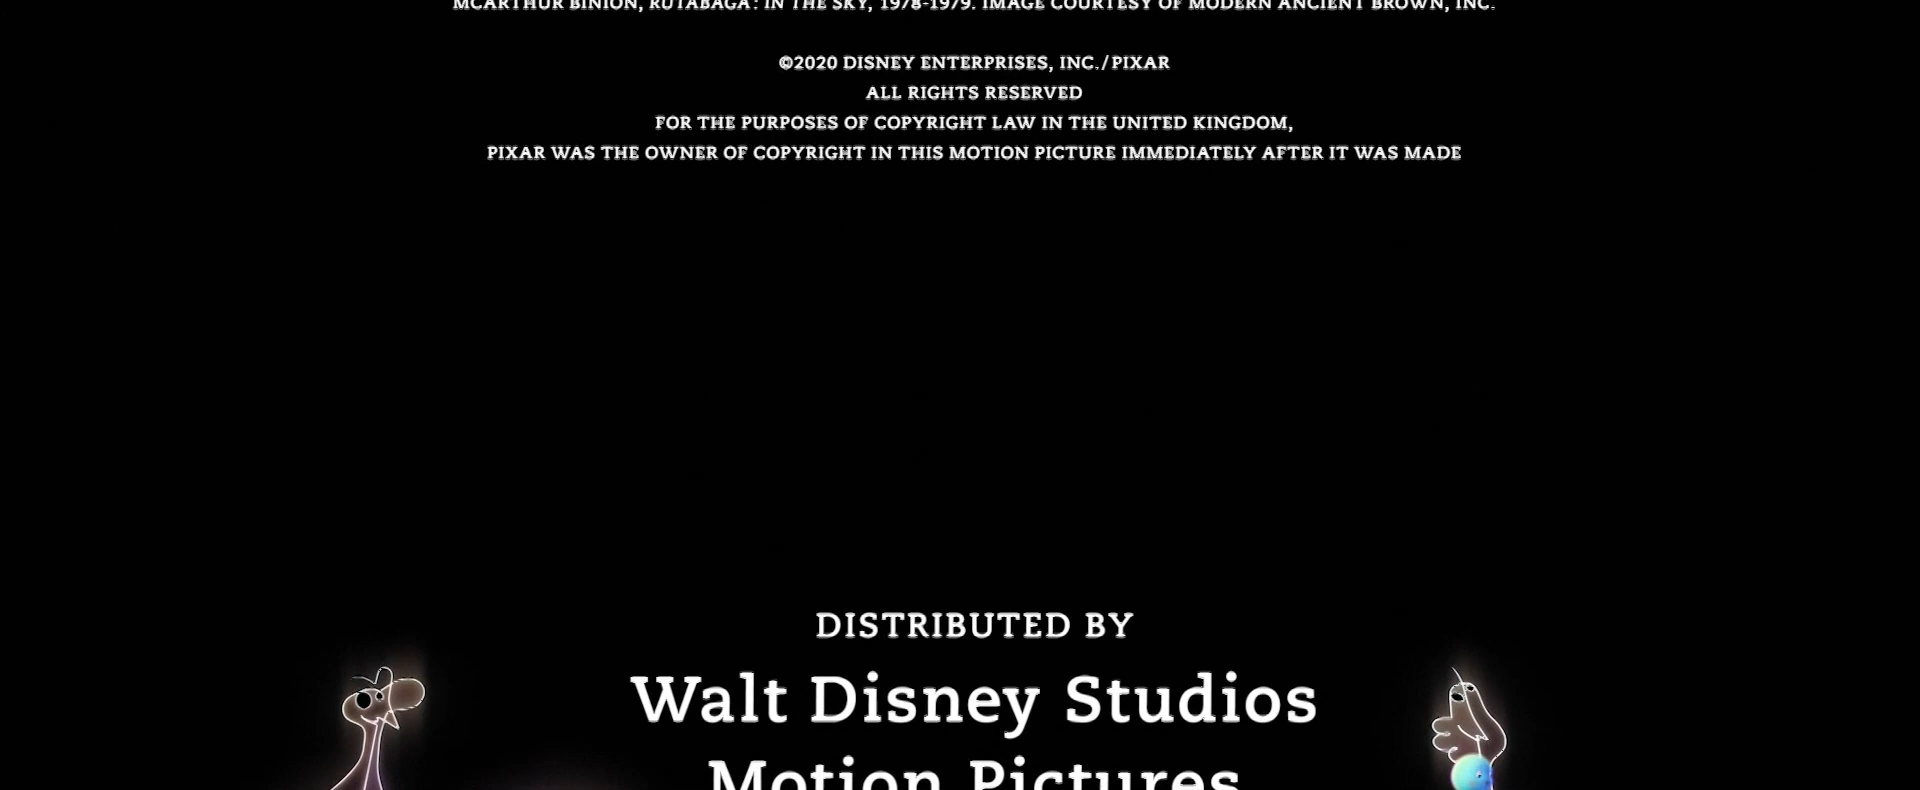 MCARTHUR BINION, RUTABAGA: IN THE SKY, 1978-1979. IMAGE COURTESY OF MODERN ANCIENT BROWN, INC.
©2020 DISNEY ENTERPRISES, INC./PIXAR
ALL RIGHTS RESERVED
FOR THE PURPOSES OF COPYRIGHT LAW IN THE UNITED KINGDOM,
PIXAR WAS THE OWNER OF COPYRIGHT IN THIS MOTION PICTURE IMMEDIATELY AFTER IT WAS MADE
DISTRIBUTED BY
Walt Disney Studios
Motion Pictures